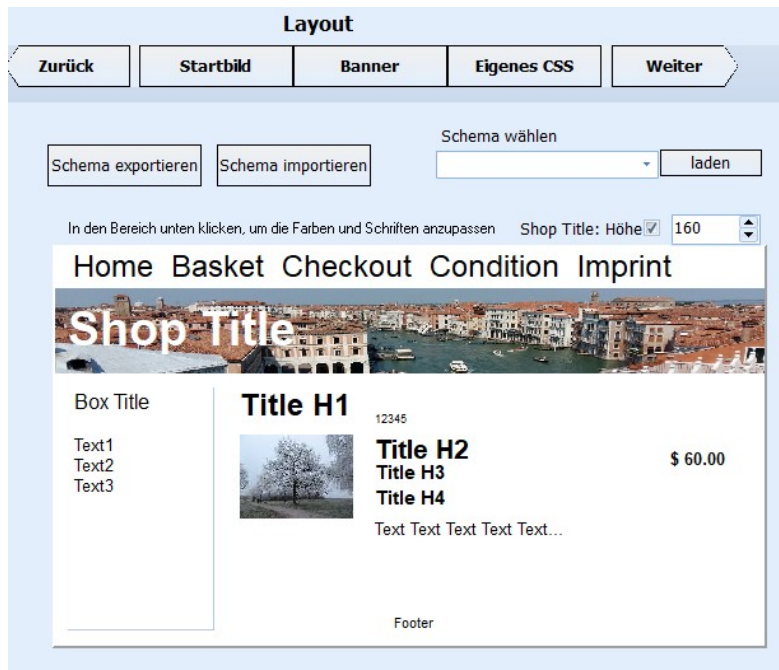 Layout
Zurück Startbild Banner Eigenes CSS Weiter
Schema wählen
Schema exportieren Schema importieren laden
In den Bereich unten klicken, um die Farben und Schriften anzupassen Shop Title: Höhe 160
Home Basket Checkout Condition Imprint
Shop Title
Box Title
Text1
Text2
Text3
Title H1
12345
Title H2
Title H3
Title H4
$ 60.00
Text Text Text Text Text...
Footer